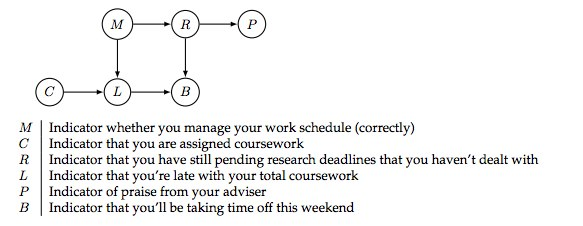 M R P
C L B
M Indicator whether you manage your work schedule (correctly)
C Indicator that you are assigned coursework
R Indicator that you have still pending research deadlines that you haven't dealt with
L Indicator that you're late with your total coursework
P Indicator of praise from your adviser
B Indicator that you'll be taking time off this weekend